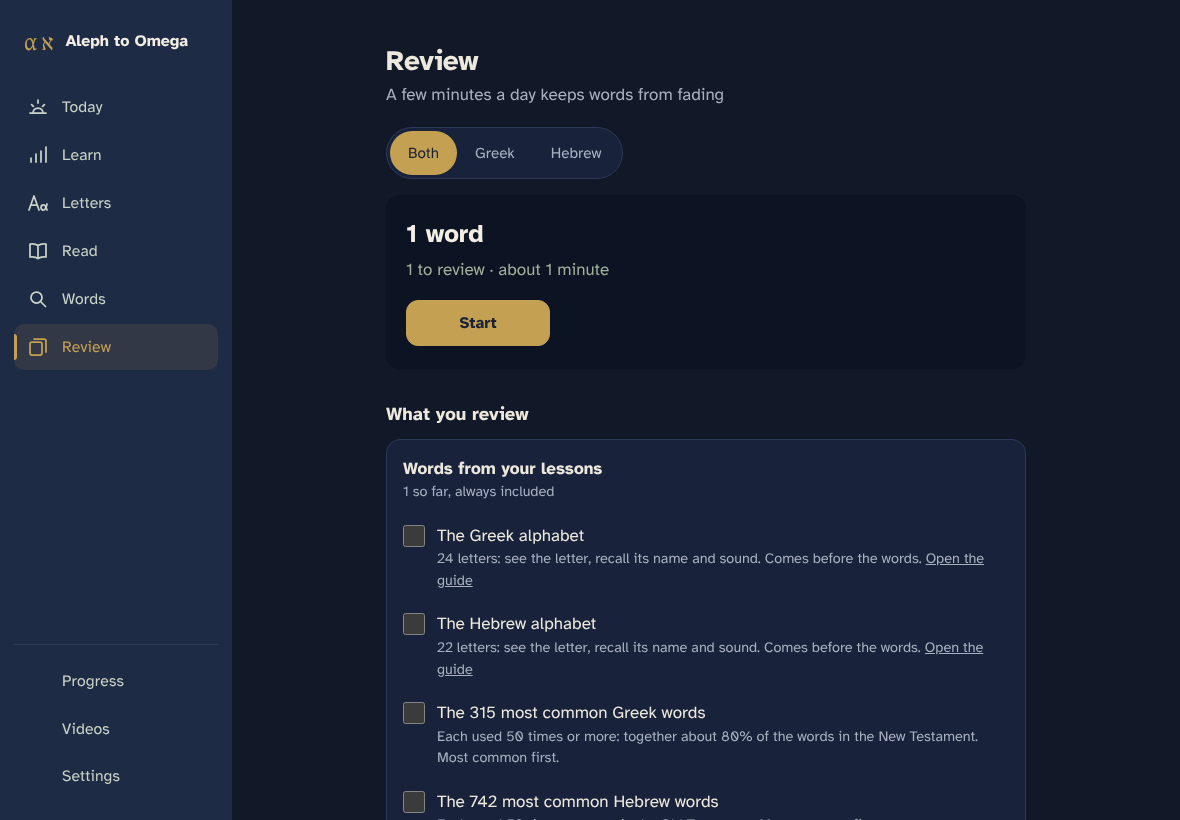 α א Aleph to Omega
Today
Learn
Aα Letters
Read
Words
Review
Progress
Videos
Settings
Review
A few minutes a day keeps words from fading
Both Greek Hebrew
1 word
1 to review · about 1 minute
Start
What you review
Words from your lessons
1 so far, always included
The Greek alphabet
24 letters: see the letter, recall its name and sound. Comes before the words. Open the
guide
The Hebrew alphabet
22 letters: see the letter, recall its name and sound. Comes before the words. Open the
guide
The 315 most common Greek words
Each used 50 times or more: together about 80% of the words in the New Testament.
Most common first.
The 742 most common Hebrew words